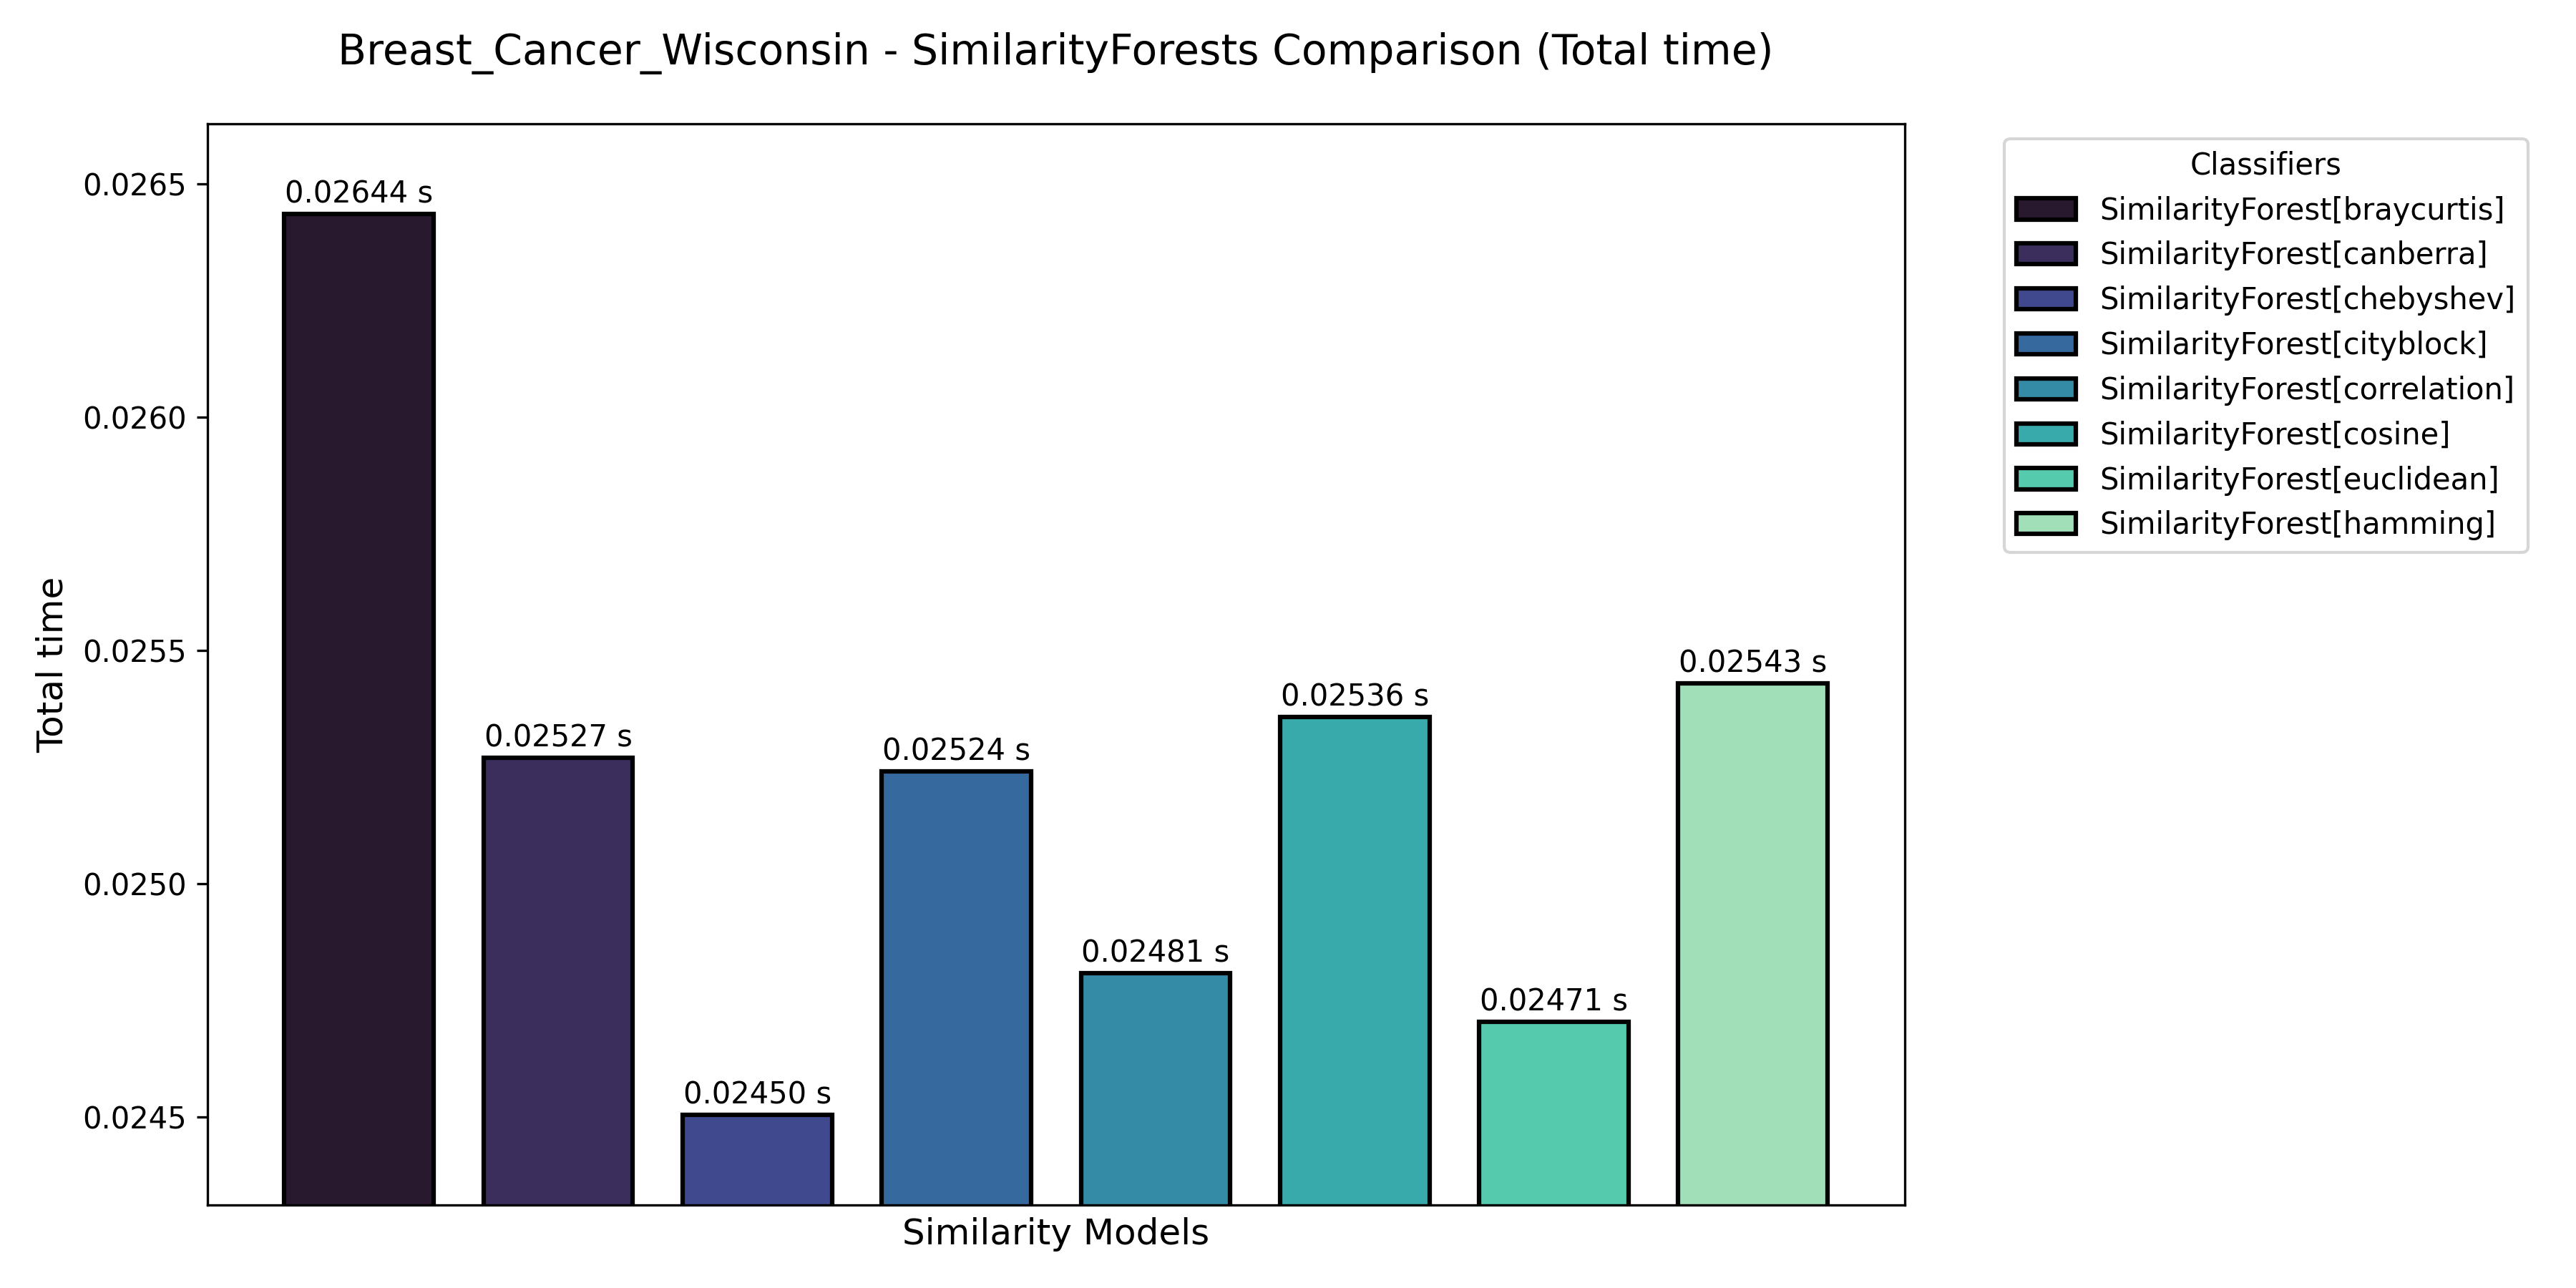 Breast_Cancer_Wisconsin - SimilarityForests Comparison (Total time)
Total time
0.0265
0.0260
0.0255
0.0250
0.0245
0.02644 s
0.02527 s
0.02450 s
0.02524 s
0.02481 s
0.02536 s
0.02471 s
0.02543 s
Similarity Models
Classifiers
SimilarityForest[braycurtis]
SimilarityForest[canberra]
SimilarityForest[chebyshev]
SimilarityForest[cityblock]
SimilarityForest[correlation]
SimilarityForest[cosine]
SimilarityForest[euclidean]
SimilarityForest[hamming]